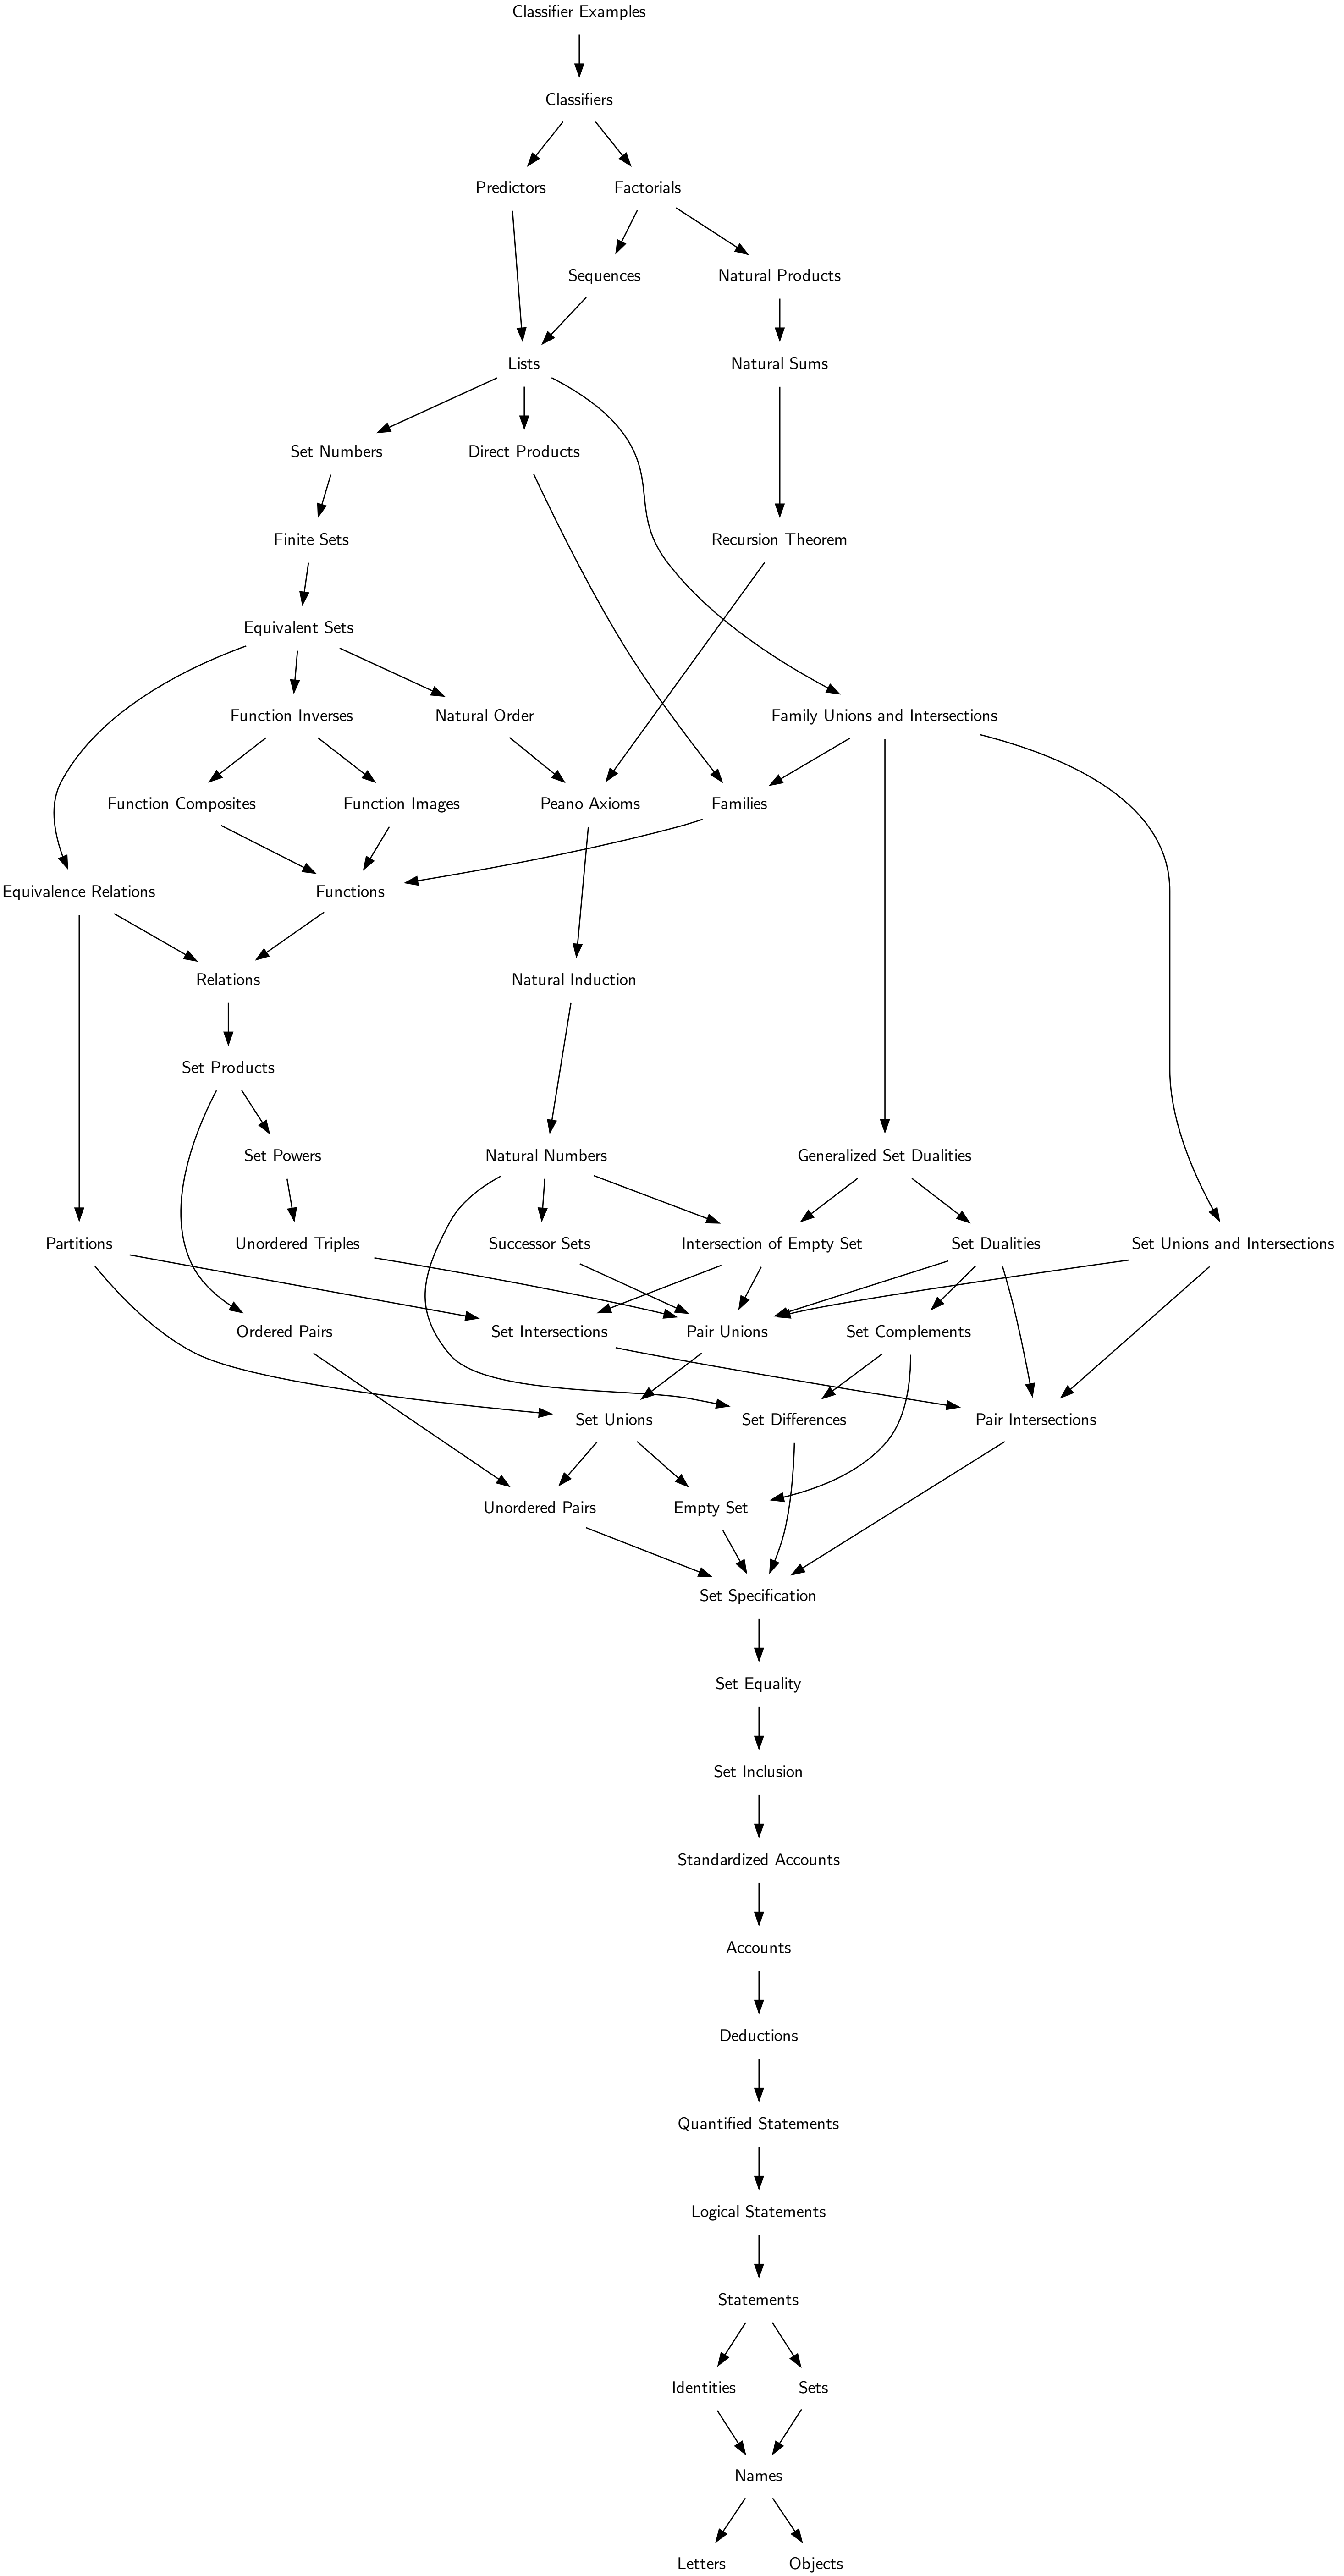 Classifier Examples
Classifiers
Predictors
Factorials
Sequences
Natural Products
Lists
Natural Sums
Set Numbers
Direct Products
Finite Sets
Recursion Theorem
Equivalent Sets
Function Inverses
Natural Order
Family Unions and Intersections
Function Composites
Function Images
Peano Axioms
Families
Equivalence Relations
Functions
Relations
Natural Induction
Set Products
Set Powers
Natural Numbers
Generalized Set Dualities
Partitions
Unordered Triples
Successor Sets
Intersection of Empty Set
Set Dualities
Set Unions and Intersections
Ordered Pairs
Set Intersections
Pair Unions
Set Complements
Set Unions
Set Differences
Pair Intersections
Unordered Pairs
Empty Set
Set Specification
Set Equality
Set Inclusion
Standardized Accounts
Accounts
Deductions
Quantified Statements
Logical Statements
Statements
Identities
Sets
Names
Letters
Objects